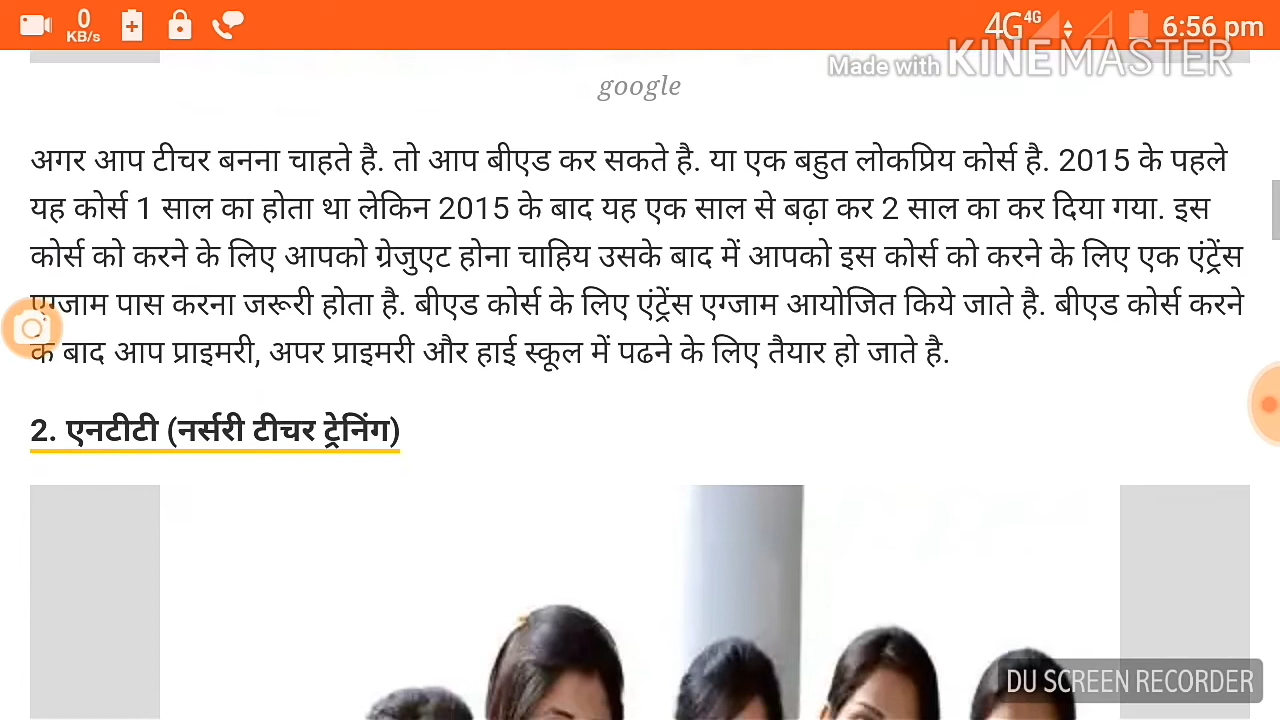 0
KB/s
4G 4G
6:56 pm
Made with KINEMASTER
google
अगर आप टीचर बनना चाहते है. तो आप बीएड कर सकते है. या एक बहुत लोकप्रिय कोर्स है. 2015 के पहले
यह कोर्स 1 साल का होता था लेकिन 2015 के बाद यह एक साल से बढ़ा कर 2 साल का कर दिया गया. इस
कोर्स को करने के लिए आपको ग्रेजुएट होना चाहिय उसके बाद में आपको इस कोर्स को करने के लिए एक एंट्रेंस
एग्जाम पास करना जरूरी होता है. बीएड कोर्स के लिए एंट्रेंस एग्जाम आयोजित किये जाते है. बीएड कोर्स करने
के बाद आप प्राइमरी, अपर प्राइमरी और हाई स्कूल में पढने के लिए तैयार हो जाते है.
2. एनटीटी (नर्सरी टीचर ट्रेनिंग)
DU SCREEN RECORDER